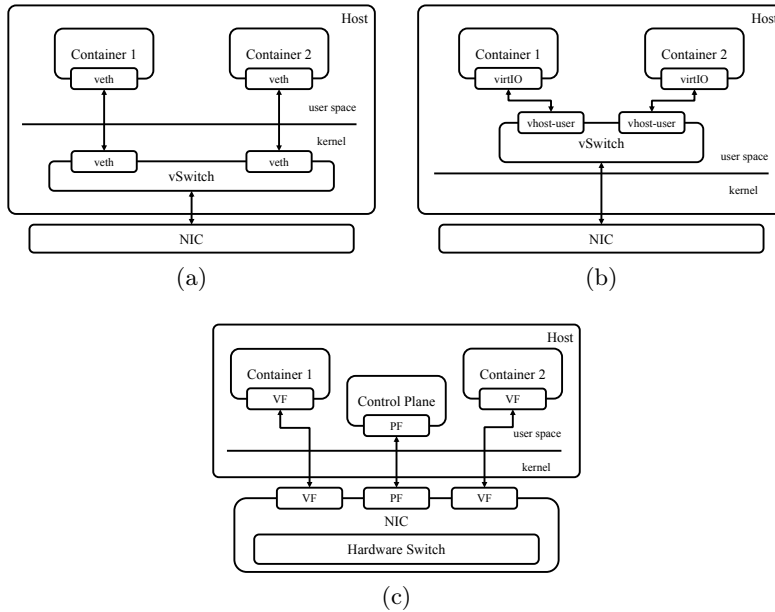 Host
Container 1
Container 2
veth
veth
user space
kernel
veth
veth
vSwitch
NIC
(a)
Host
Container 1
Container 2
virtIO
virtIO
vhost-user
vhost-user
vSwitch
user space
kernel
NIC
(b)
Host
Container 1
Container 2
VF
Control Plane
VF
PF
user space
kernel
VF
PF
VF
NIC
Hardware Switch
(c)